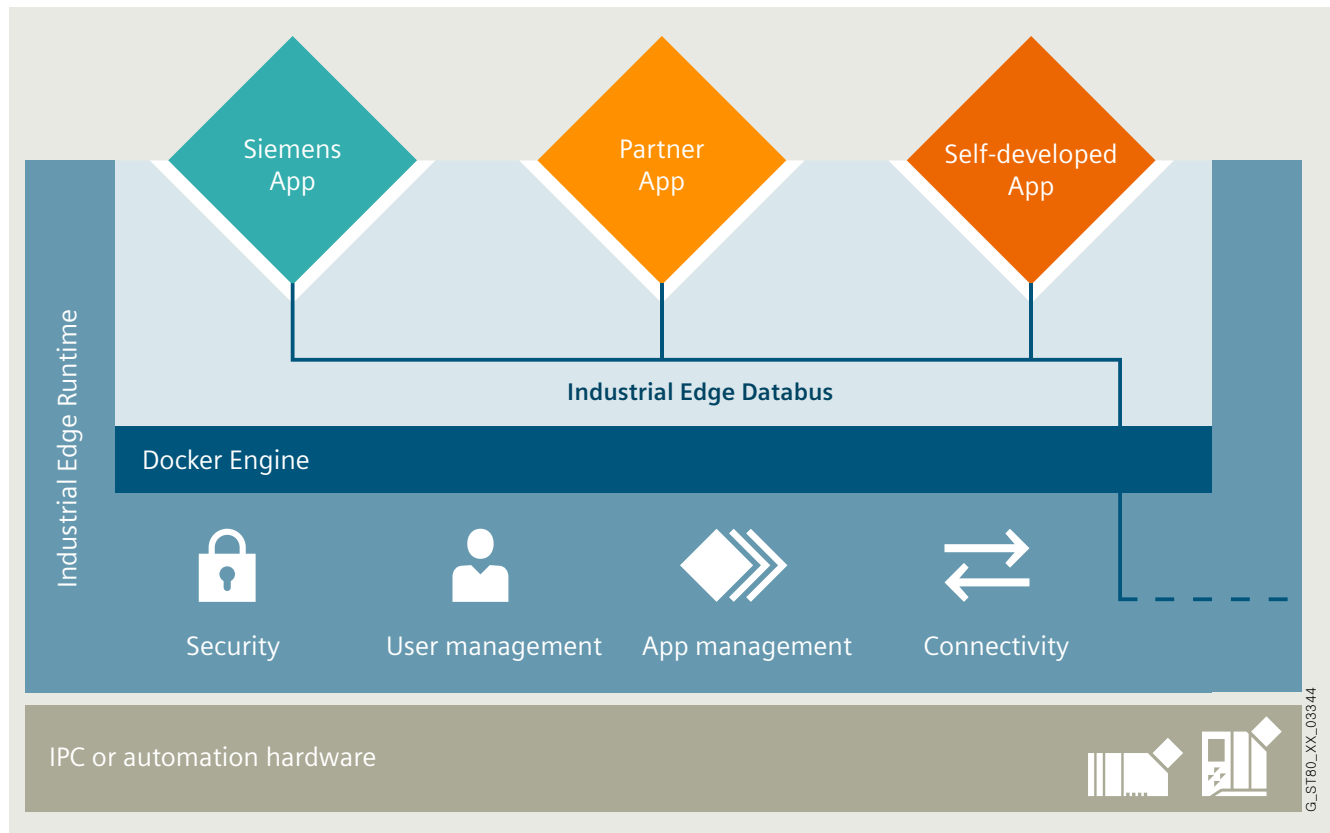 Siemens
App
Partner
App
Self-developed
App
Industrial Edge Runtime
Industrial Edge Databus
Docker Engine
Security
User management
App management
Connectivity
IPC or automation hardware
G_ST80_XX_03344